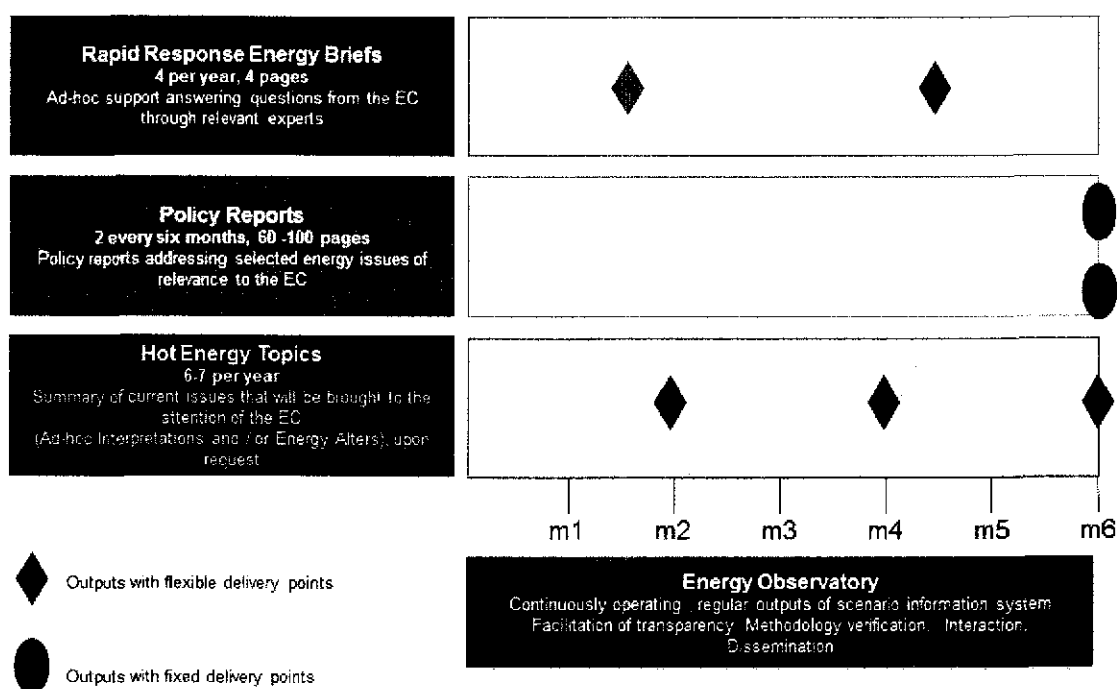 Rapid Response Energy Briefs
4 per year, 4 pages
Ad-hoc support answering questions from the EC
through relevant experts
Policy Reports
2 every six months, 60 -100 pages
Policy reports addressing selected energy issues of
relevance to the EC
Hot Energy Topics
6-7 per year
Summary of current issues that will be brought to the
attention of the EC
(Ad-hoc Interpretations and / or Energy Alters), upon
request
m1 m2 m3 m4 m5 m6
Outputs with flexible delivery points
Outputs with fixed delivery points
Energy Observatory
Continuously operating , regular outputs of scenario information system
Facilitation of transparency Methodology verification, Interaction,
Dissemination